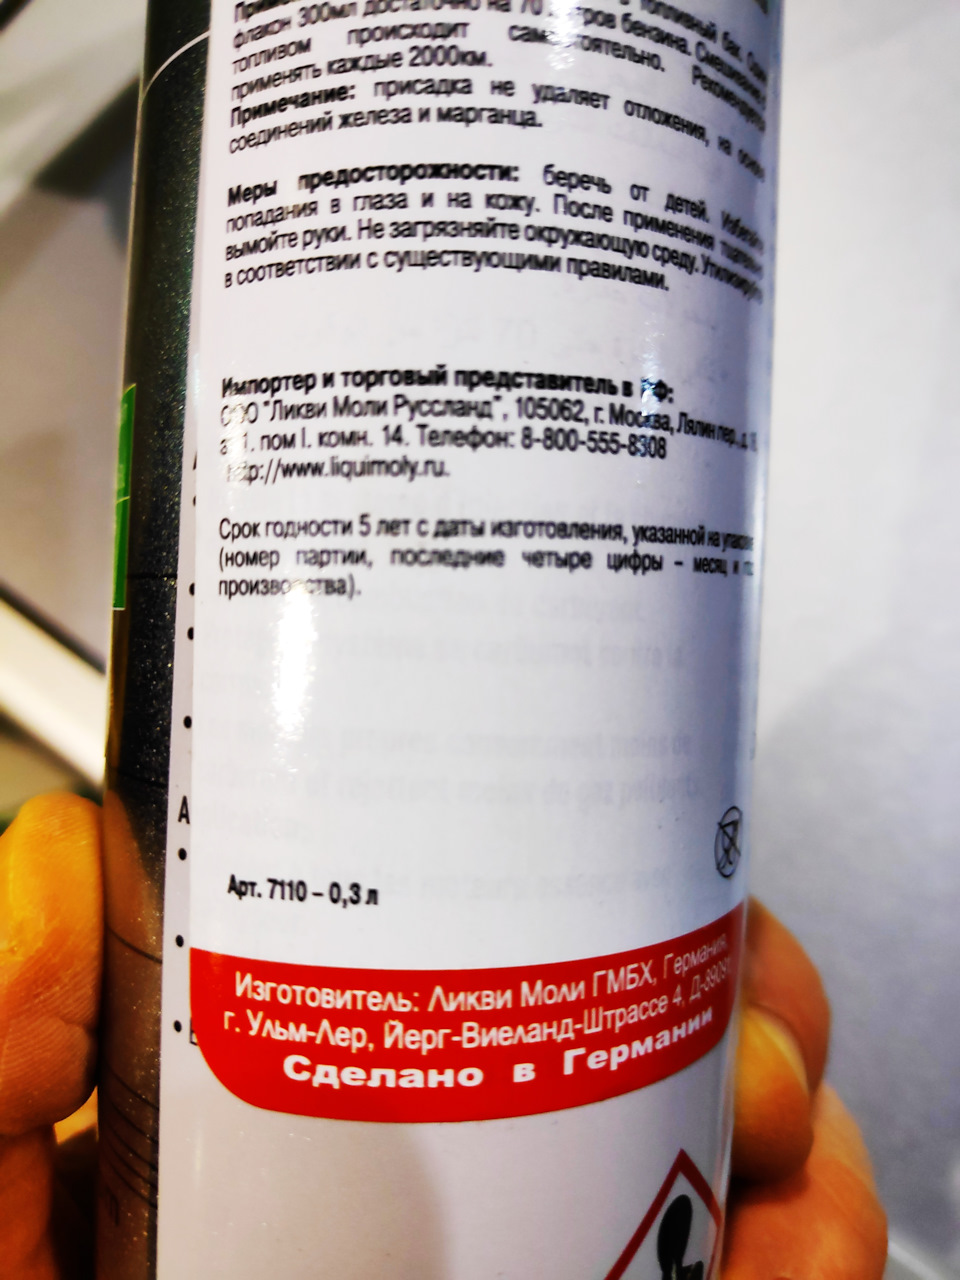 флакон 300мл достаточно на 70 литров бензина.
топливом происходит самостоятельно. Рекомендуется
применять каждые 2000км.
Примечание: присадка не удаляет отложения, на основе
соединений железа и марганца.
Меры предосторожности: беречь от детей.
попадания в глаза и на кожу. После применения
вымойте руки. Не загрязняйте окружающую среду.
в соответствии с существующими правилами.
Импортер и торговый представитель в РФ:
ООО "Ликви Моли Руссланд", 105062, г. Москва, Лялин пер.,
пом I. комн. 14. Телефон: 8-800-555-8308
http://www.liquimoly.ru.
Срок годности 5 лет с даты изготовления, указанной на
(номер партии, последние четыре цифры – месяц и
производства).
А
Арт. 7110 – 0,3 л
Изготовитель: Ликви Моли ГМБХ, Германия,
г. Ульм-Лер, Йерг-Виеланд-Штрассе 4,
Сделано в Германии